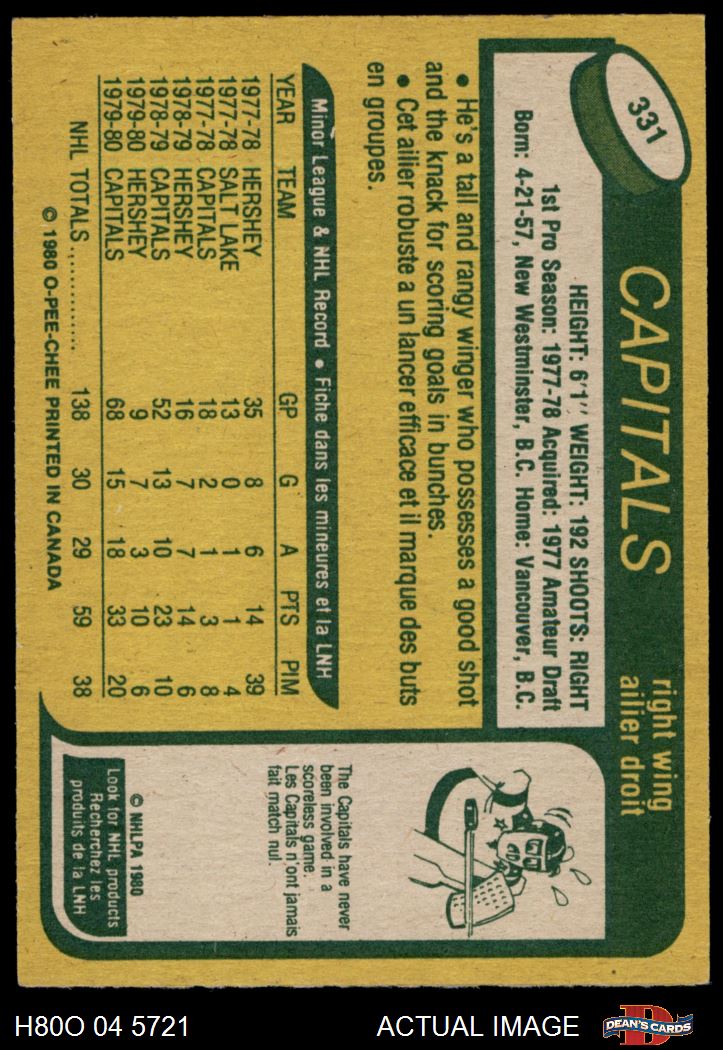 331
CAPITALS
right wing
ailier droit
HEIGHT: 6'1'' WEIGHT: 192 SHOOTS: RIGHT
1st Pro Season: 1977-78 Acquired: 1977 Amateur Draft
Born: 4-21-57, New Westminster, B.C. Home: Vancouver, B.C.
● He's a tall and rangy winger who possesses a good shot
and the knack for scoring goals in bunches.
● Cet ailier robuste a un lancer efficace et il marque des buts
en groupes.
Minor League & NHL Record ● Fiche dans les mineures et la LNH
YEAR TEAM GP G A PTS PIM
1977-78 HERSHEY 35 8 6 14 39
1977-78 SALT LAKE 13 0 1 1 4
1977-78 CAPITALS 18 2 1 3 8
1978-79 HERSHEY 16 7 7 14 6
1978-79 CAPITALS 52 13 10 23 10
1979-80 HERSHEY 9 7 3 10 6
1979-80 CAPITALS 68 15 18 33 20
NHL TOTALS ............. 138 30 29 59 38
© 1980 O-PEE-CHEE PRINTED IN CANADA
The Capitals have never
been involved in a
scoreless game.
Les Capitals n'ont jamais
fait match nul.
© NHLPA 1980
Look for NHL products
Recherchez les
produits de la LNH
H80O 04 5721
ACTUAL IMAGE
D
DEAN'S CARDS